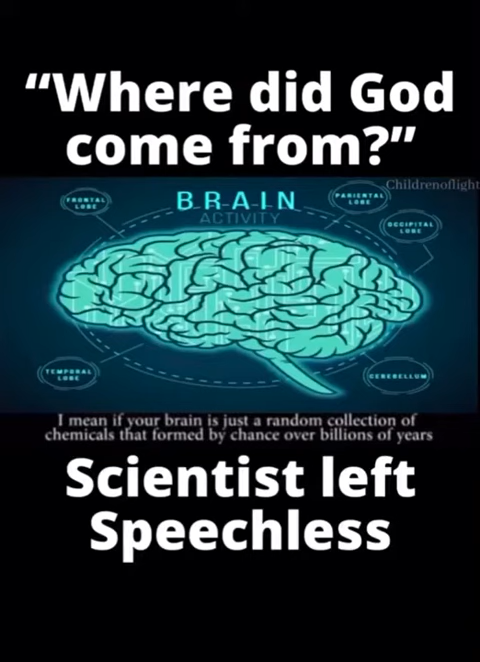 “Where did God
come from?”
Childrenoflight
BRAIN
ACTIVITY
FRONTAL
LOBE
PARIENTAL
LOBE
OCCIPITAL
LOBE
TEMPORAL
LOBE
CEREBELLUM
I mean if your brain is just a random collection of
chemicals that formed by chance over billions of years
Scientist left
Speechless